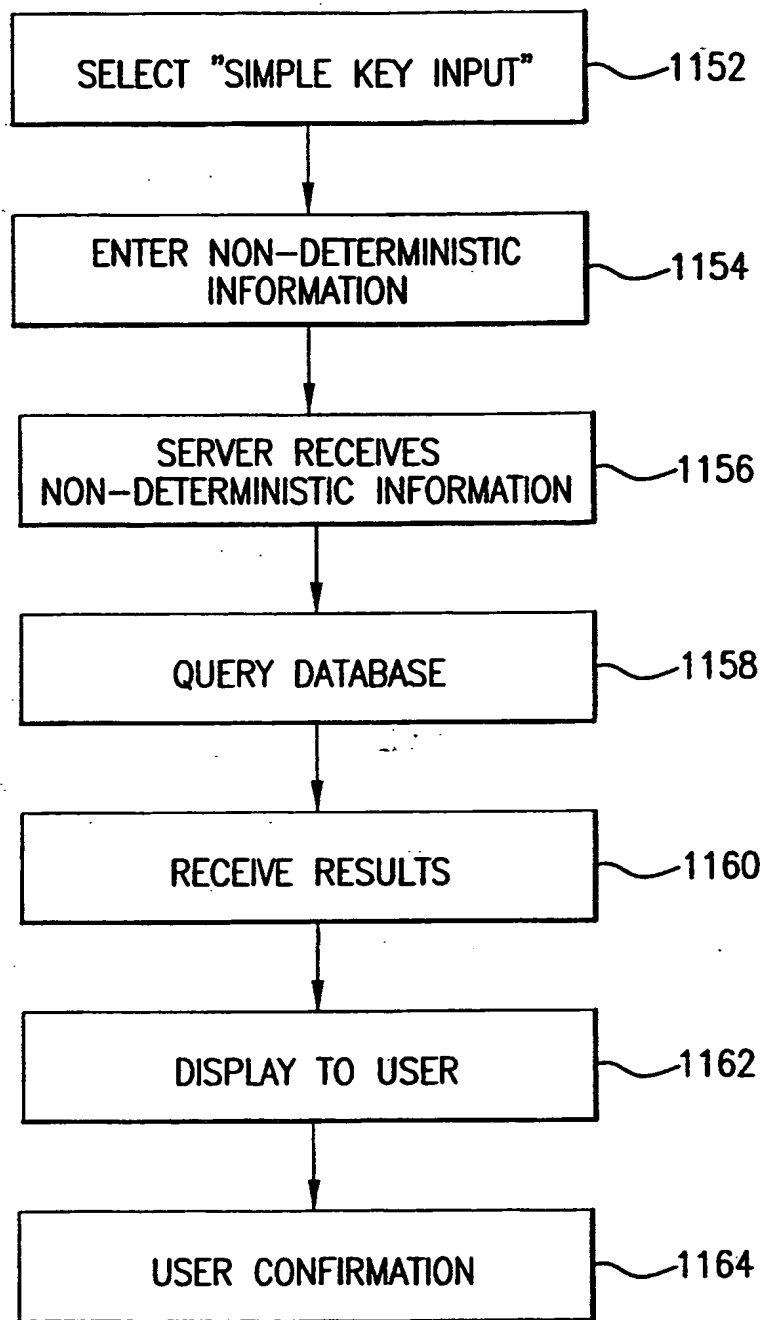 SELECT "SIMPLE KEY INPUT"
1152
ENTER NON-DETERMINISTIC
INFORMATION
1154
SERVER RECEIVES
NON-DETERMINISTIC INFORMATION
1156
QUERY DATABASE
1158
RECEIVE RESULTS
1160
DISPLAY TO USER
1162
USER CONFIRMATION
1164